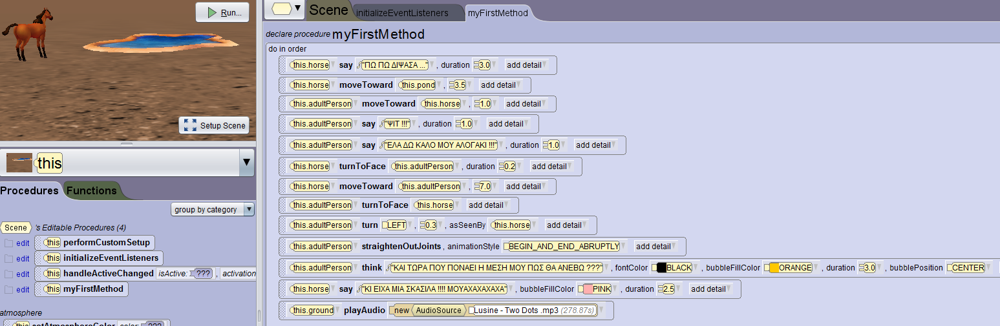 Run...
Setup Scene
this
Procedures Functions
group by category
Scene 's Editable Procedures (4)
edit this performCustomSetup
edit this initializeEventListeners
edit this handleActiveChanged isActive: ??? , activation
edit this myFirstMethod
atmosphere
this setAtmosphereColor color: ???
Scene initializeEventListeners myFirstMethod
declare procedure myFirstMethod
do in order
this.horse say "ΠΩ ΠΩ ΔΙΨΑΣΑ ..." , duration 3.0 add detail
this.horse moveToward this.pond , 3.5 add detail
this.adultPerson moveToward this.horse , 1.0 add detail
this.adultPerson say "ΨΙΤ !!!" , duration 1.0 add detail
this.adultPerson say "ΕΛΑ ΔΩ ΚΑΛΟ ΜΟΥ ΑΛΟΓΑΚΙ !!!" , duration 1.0 add detail
this.horse turnToFace this.adultPerson , duration 0.2 add detail
this.horse moveToward this.adultPerson , 7.0 add detail
this.adultPerson turnToFace this.horse add detail
this.adultPerson turn LEFT , 0.3 , asSeenBy this.horse add detail
this.adultPerson straightenOutJoints , animationStyle BEGIN_AND_END_ABRUPTLY add detail
this.adultPerson think "ΚΑΙ ΤΩΡΑ ΠΟΥ ΠΟΝΑΕΙ Η ΜΕΣΗ ΜΟΥ ΠΩΣ ΘΑ ΑΝΕΒΩ ???" , fontColor BLACK , bubbleFillColor ORANGE , duration 3.0 , bubblePosition CENTER
this.horse say "ΚΙ ΕΙΧΑ ΜΙΑ ΣΚΑΣΙΛΑ !!!! ΜΟΥΑΧΑΧΑΧΑΧΑ" , bubbleFillColor PINK , duration 2.5 add detail
this.ground playAudio new AudioSource Lusine - Two Dots .mp3 (278.87s)